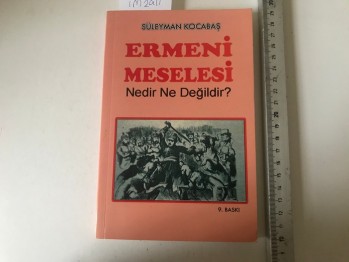 SÜLEYMAN KOCABAŞ
ERMENİ
MESELESİ
Nedir Ne Değildir?
9. BASKI